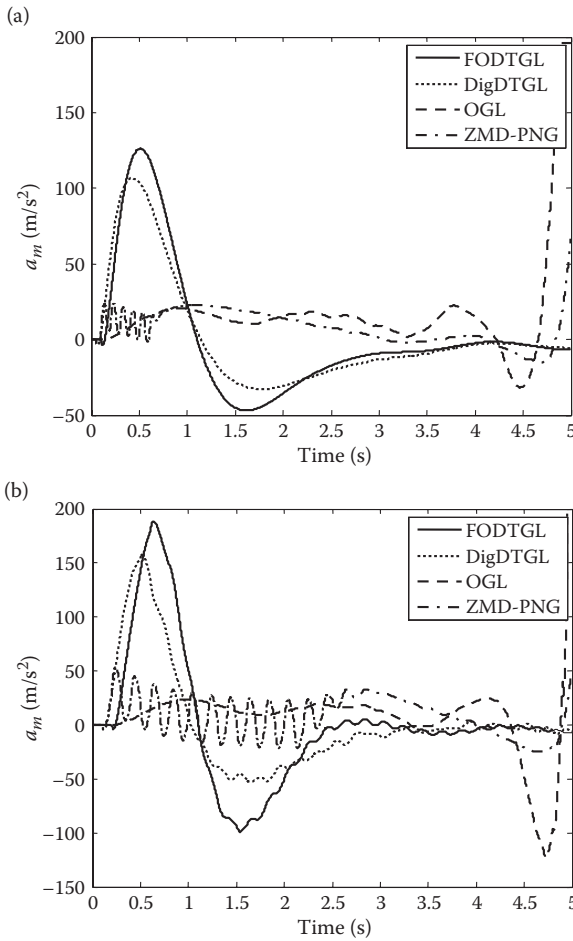 (a)
200
150
100
50
0
−50
a_m (m/s²)
FODTGL
DigDTGL
OGL
ZMD-PNG
0 0.5 1 1.5 2 2.5 3 3.5 4 4.5 5
Time (s)
(b)
200
150
100
50
0
−50
−100
−150
a_m (m/s²)
FODTGL
DigDTGL
OGL
ZMD-PNG
0 0.5 1 1.5 2 2.5 3 3.5 4 4.5 5
Time (s)